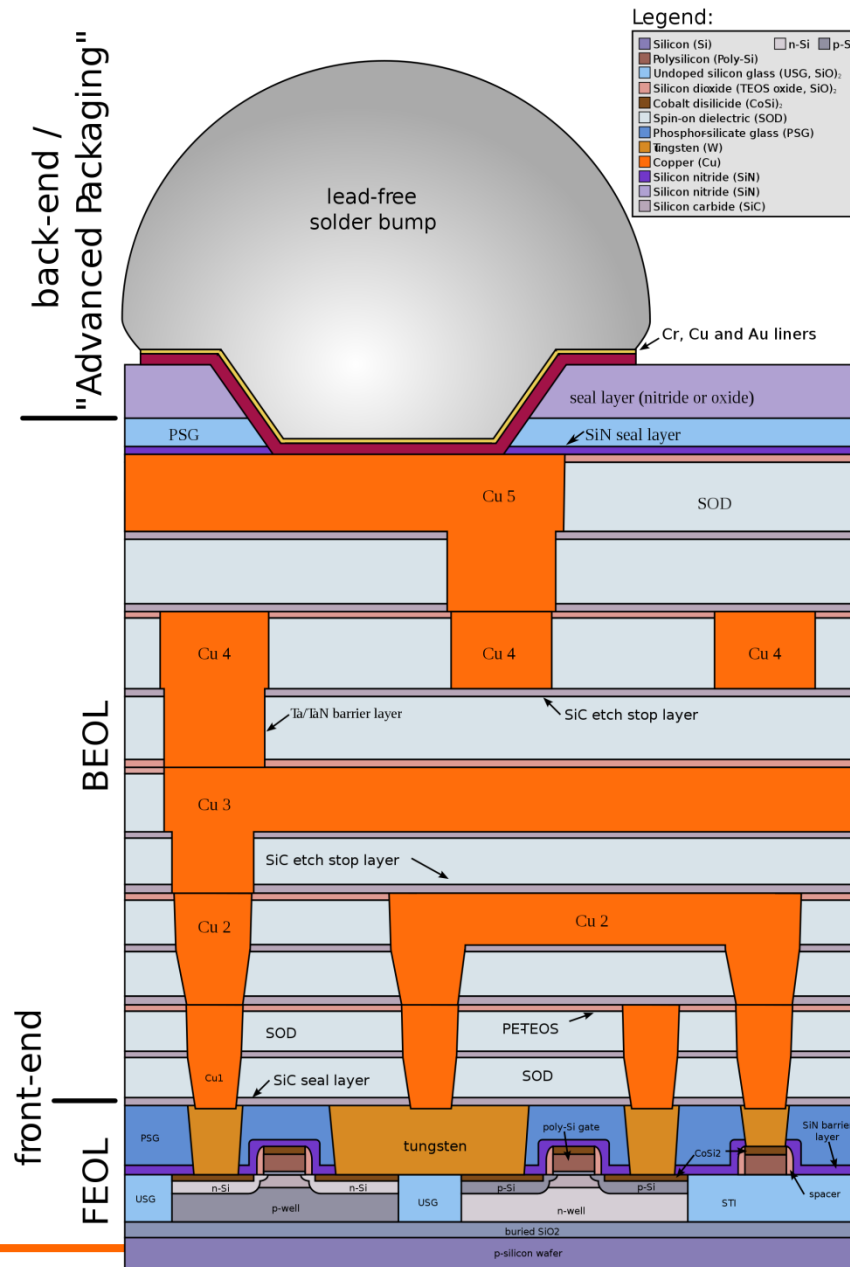 Legend:
Silicon (Si)
n-Si
p-S
Polysilicon (Poly-Si)
Undoped silicon glass (USG, SiO)₂
Silicon dioxide (TEOS oxide, SiO)₂
Cobalt disilicide (CoSi)₂
Spin-on dielectric (SOD)
Phosphorsilicate glass (PSG)
Tungsten (W)
Copper (Cu)
Silicon nitride (SiN)
Silicon nitride (SiN)
Silicon carbide (SiC)
back-end /
"Advanced Packaging"
lead-free
solder bump
Cr, Cu and Au liners
seal layer (nitride or oxide)
PSG
SiN seal layer
Cu 5
SOD
Cu 4
Cu 4
Cu 4
Ta/TaN barrier layer
SiC etch stop layer
BEOL
Cu 3
SiC etch stop layer
Cu 2
Cu 2
front-end
SOD
PE-TEOS
Cu1
SiC seal layer
SOD
FEOL
PSG
tungsten
poly-Si gate
SiN barrier
layer
CoSi2
n-Si
n-Si
p-Si
p-Si
spacer
USG
p-well
USG
n-well
STI
buried SiO2
p-silicon wafer